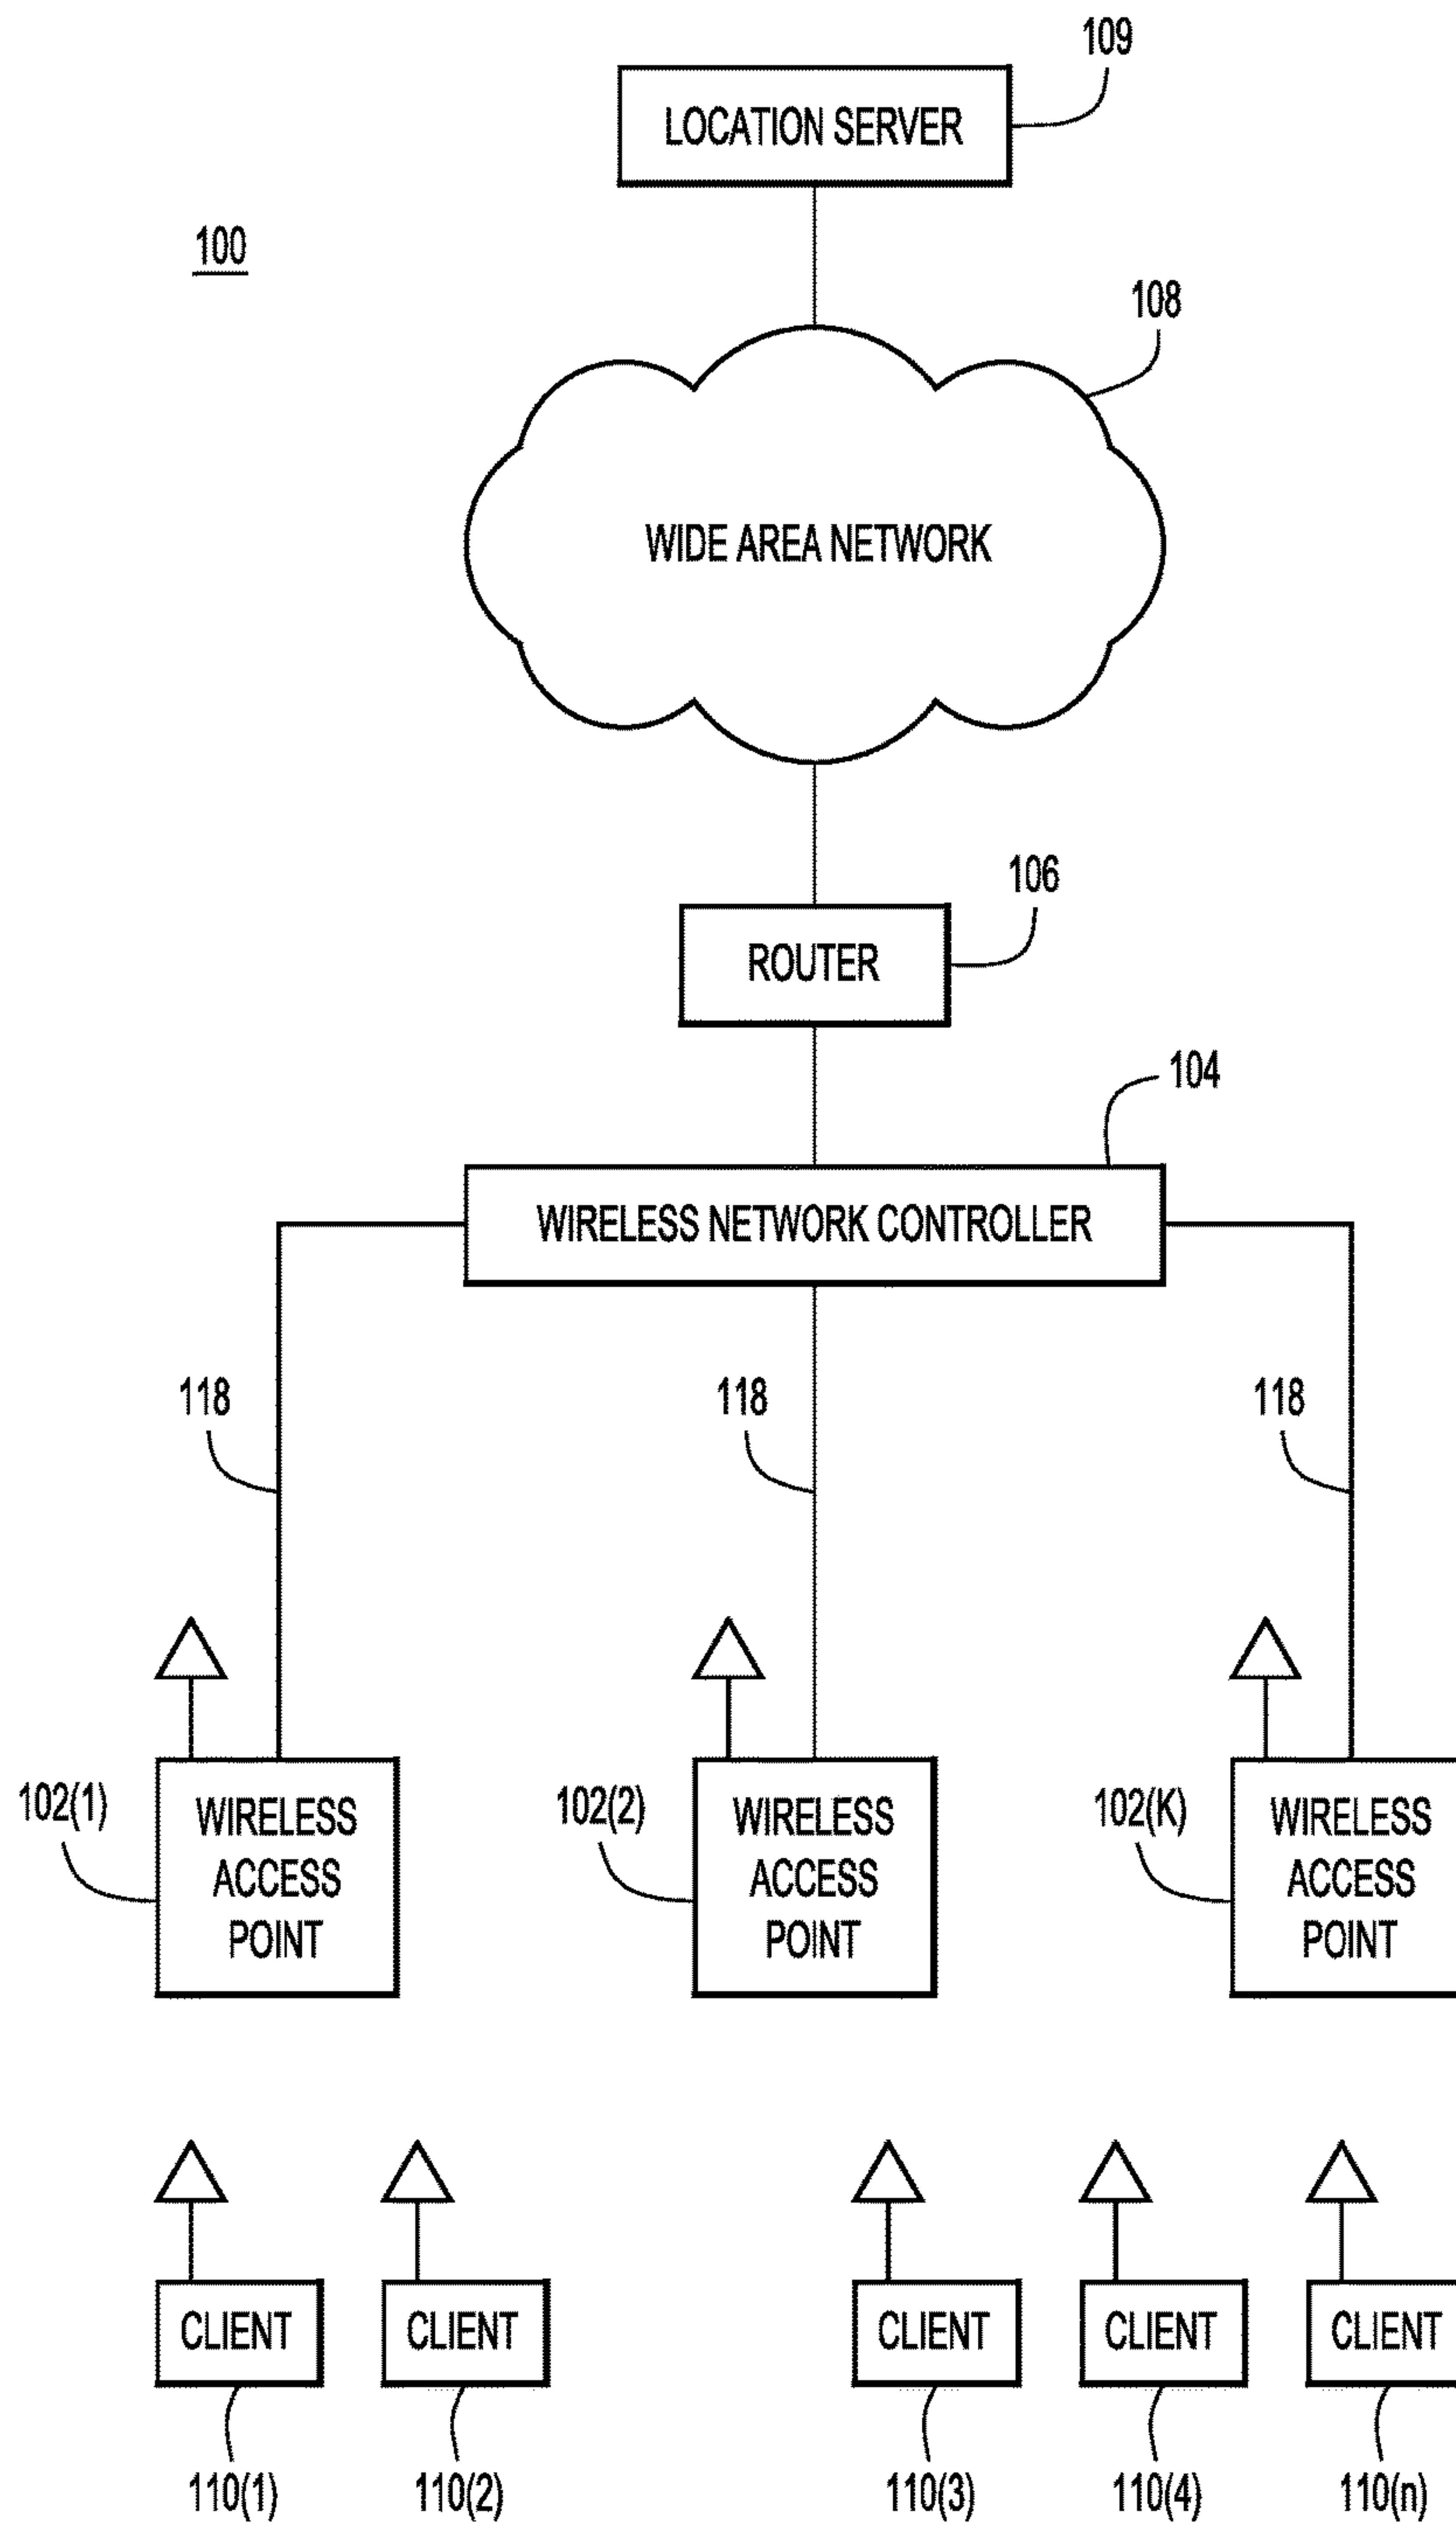 109
LOCATION SERVER
100
108
WIDE AREA NETWORK
106
ROUTER
104
WIRELESS NETWORK CONTROLLER
118
118
118
102(1)
WIRELESS
ACCESS
POINT
102(2)
WIRELESS
ACCESS
POINT
102(K)
WIRELESS
ACCESS
POINT
CLIENT
CLIENT
CLIENT
CLIENT
CLIENT
110(1)
110(2)
110(3)
110(4)
110(n)